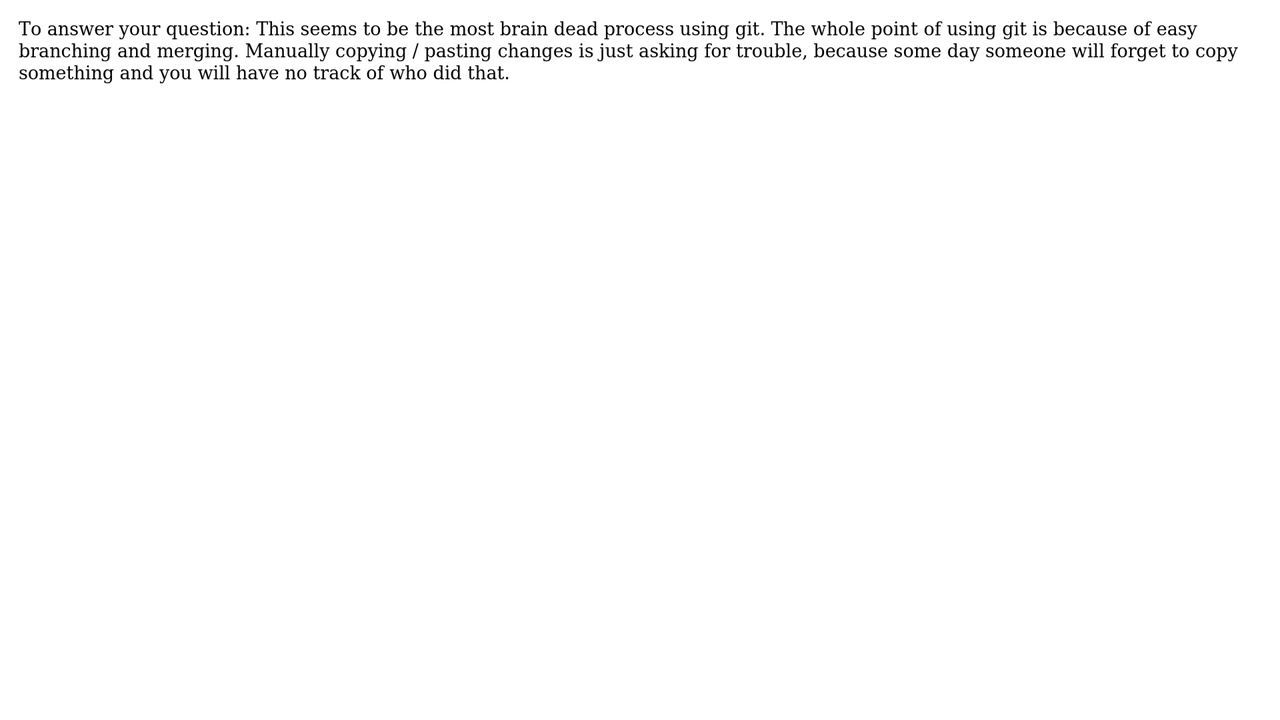 To answer your question: This seems to be the most brain dead process using git. The whole point of using git is because of easy
branching and merging. Manually copying / pasting changes is just asking for trouble, because some day someone will forget to copy
something and you will have no track of who did that.